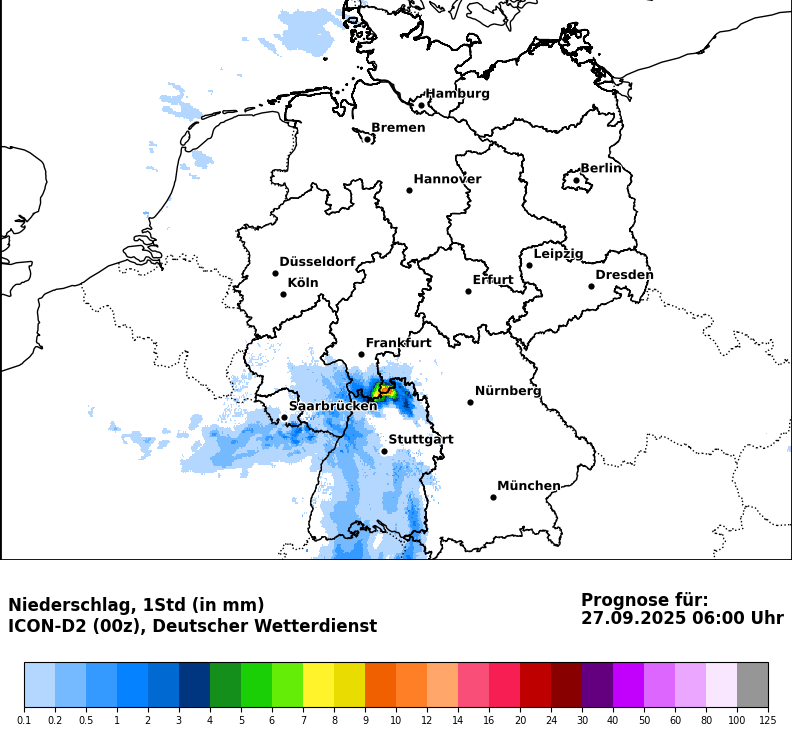 Hamburg
Bremen
Berlin
Hannover
Leipzig
Düsseldorf
Dresden
Köln
Erfurt
Frankfurt
Nürnberg
Saarbrücken
Stuttgart
München
Niederschlag, 1Std (in mm)
ICON-D2 (00z), Deutscher Wetterdienst
Prognose für:
27.09.2025 06:00 Uhr
0.1 0.2 0.5 1 2 3 4 5 6 7 8 9 10 12 14 16 20 24 30 40 50 60 80 100 125